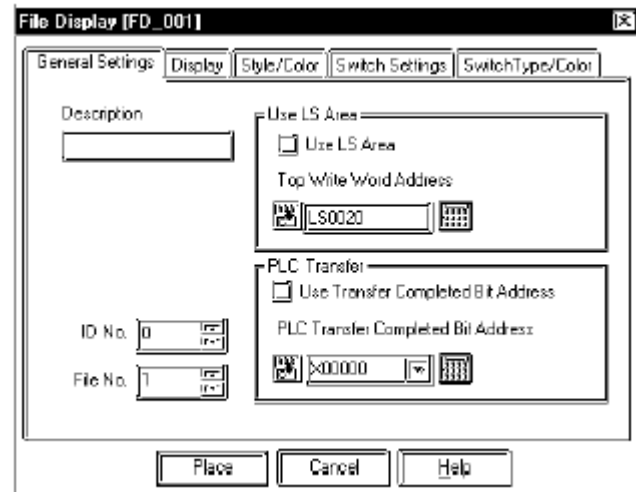 File Display [FD_001]
General Settings Display Style/Color Switch Settings SwitchType/Color
Description
Use LS Area
Use LS Area
Top Write Word Address
LS0020
PLC Transfer
Use Transfer Completed Bit Address
PLC Transfer Completed Bit Address
X00000
ID No. 0
File No. 1
Place Cancel Help